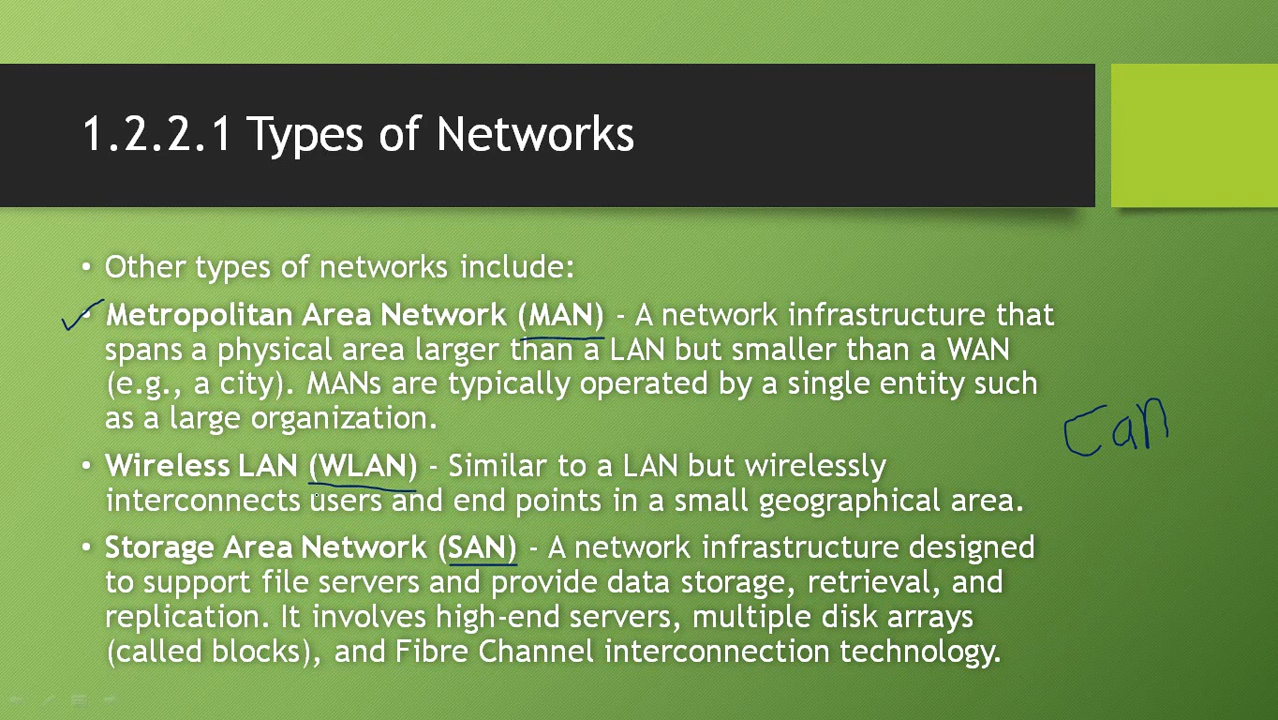 1.2.2.1 Types of Networks
• Other types of networks include:
• Metropolitan Area Network (MAN) - A network infrastructure that
spans a physical area larger than a LAN but smaller than a WAN
(e.g., a city). MANs are typically operated by a single entity such
as a large organization.
Can
• Wireless LAN (WLAN) - Similar to a LAN but wirelessly
interconnects users and end points in a small geographical area.
• Storage Area Network (SAN) - A network infrastructure designed
to support file servers and provide data storage, retrieval, and
replication. It involves high-end servers, multiple disk arrays
(called blocks), and Fibre Channel interconnection technology.